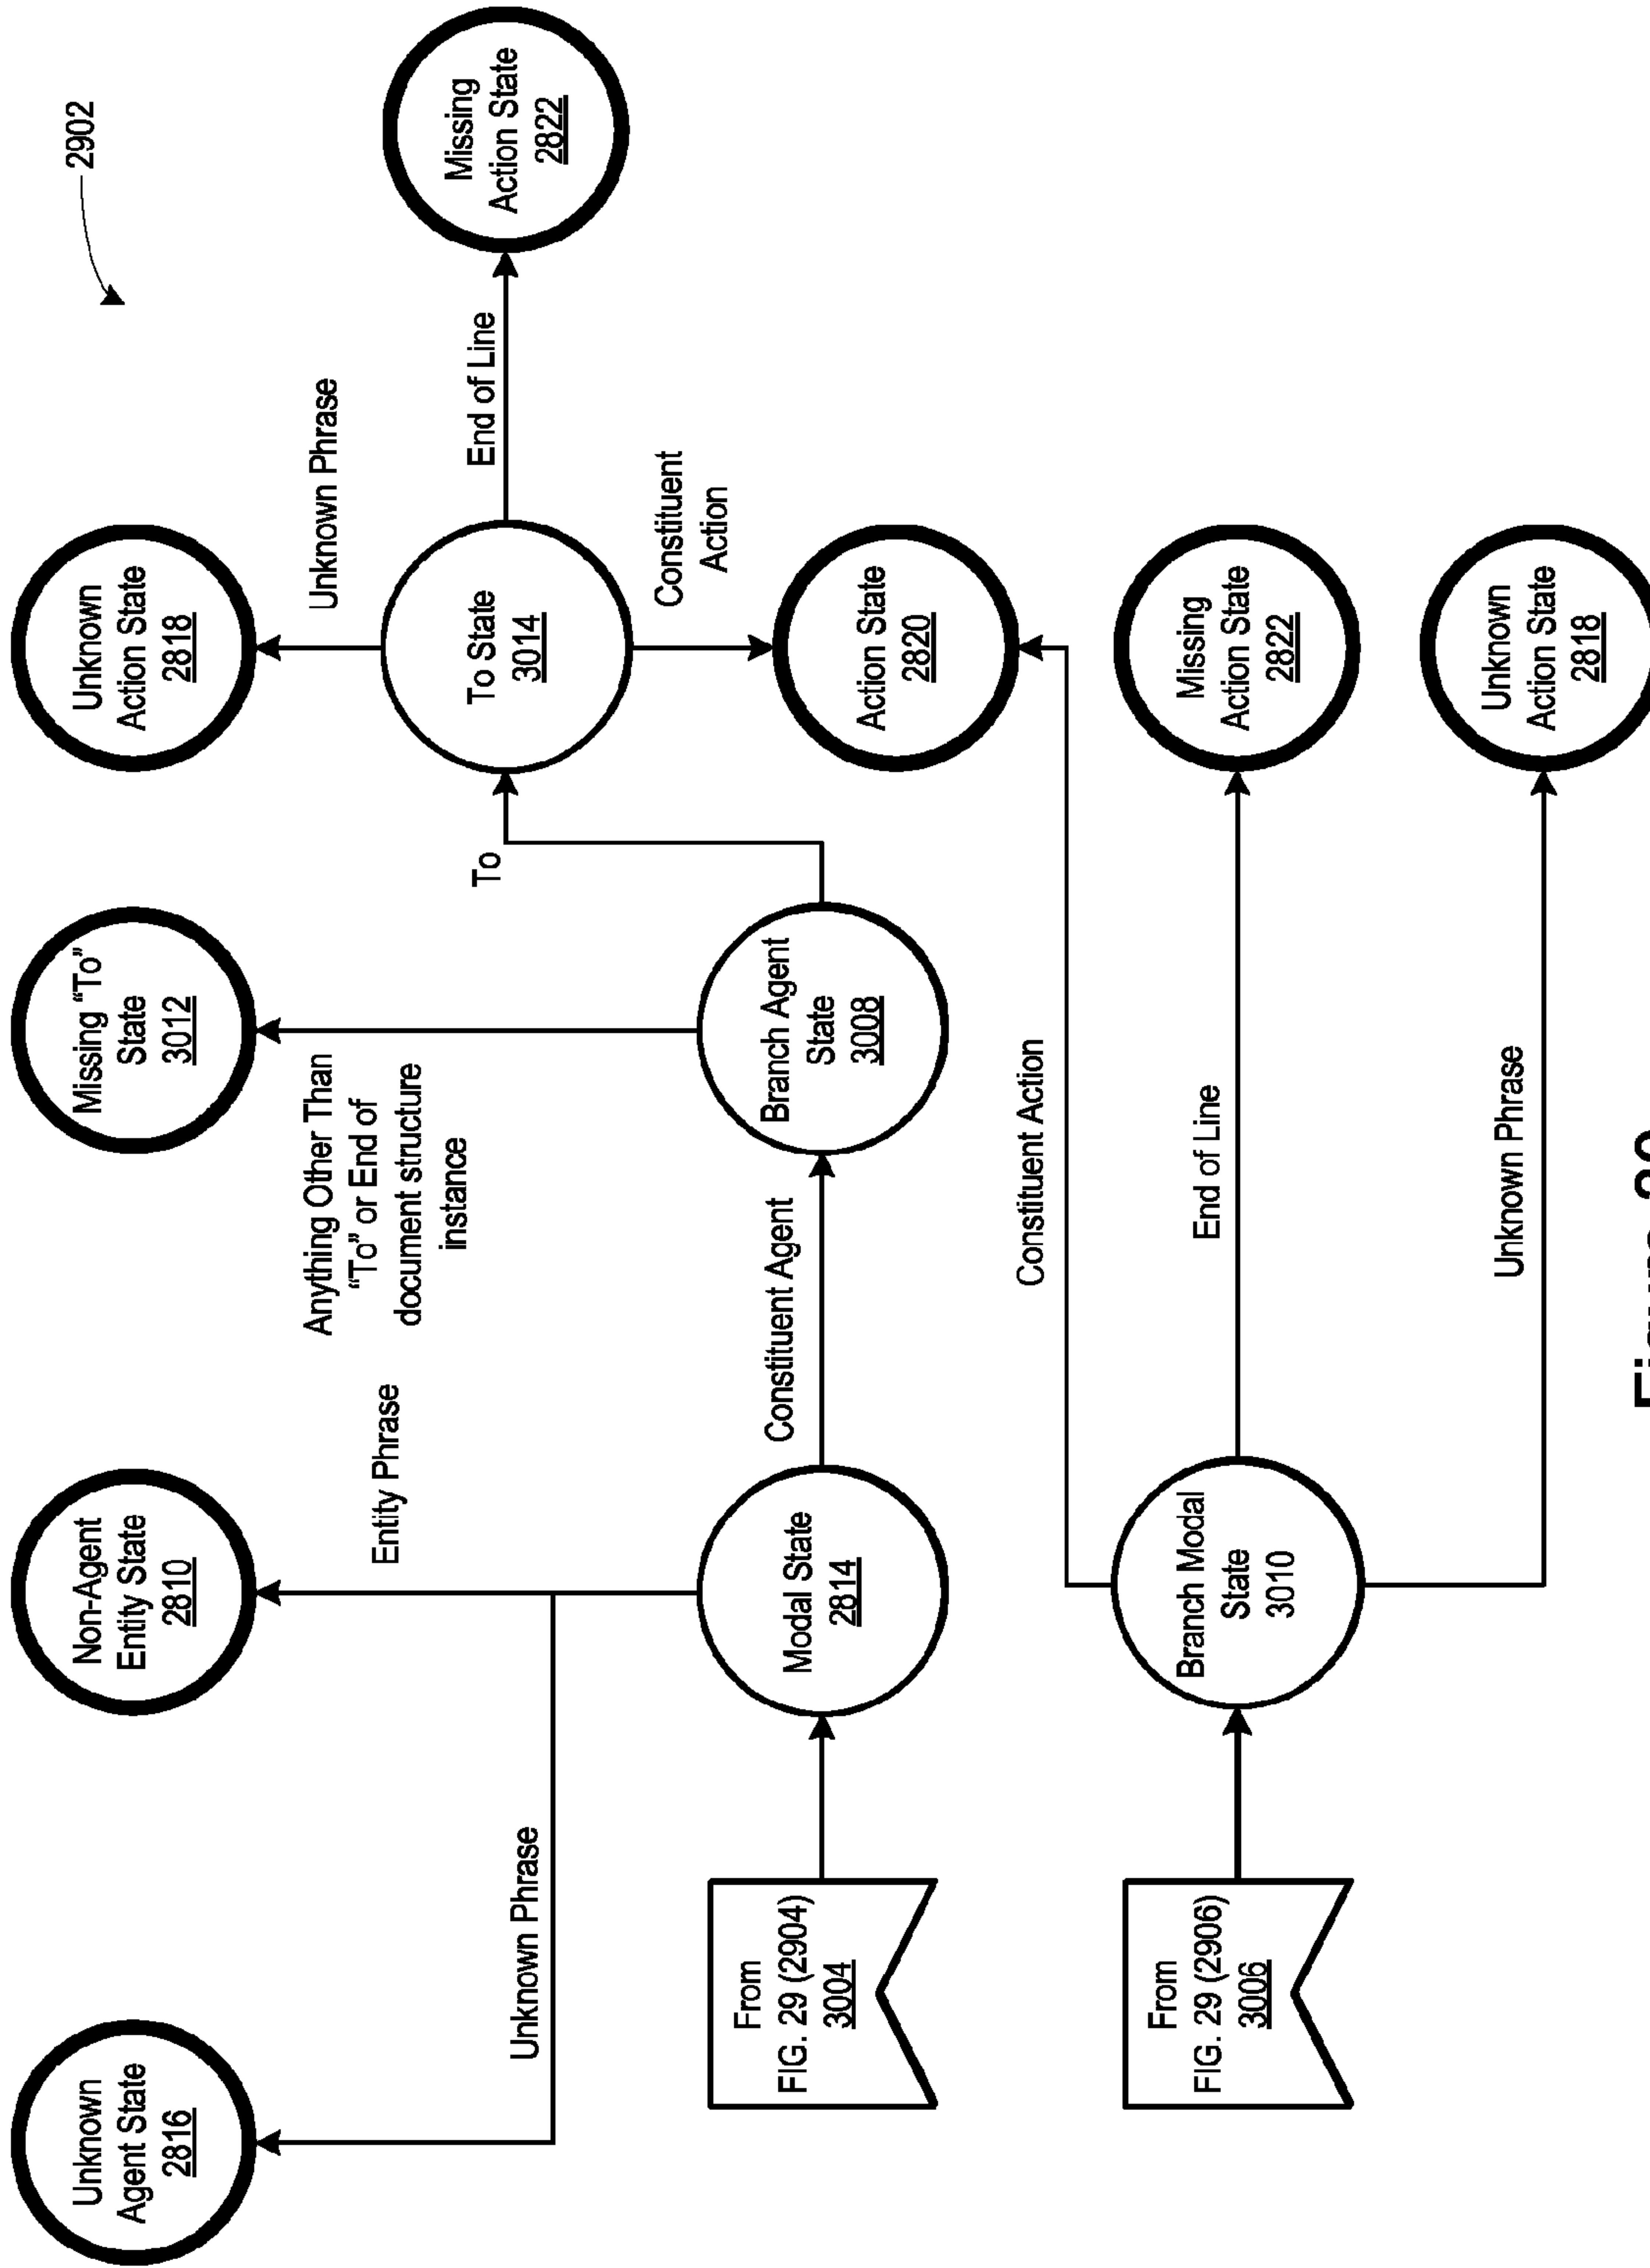 2902
Unknown
Agent State
2816
Non-Agent
Entity State
2810
Missing “To”
State
3012
Unknown
Action State
2818
Unknown Phrase
Entity Phrase
Anything Other Than
“To” or End of
document structure
instance
To
Unknown Phrase
To State
3014
End of Line
Missing
Action State
2822
Constituent
Action
From
FIG. 29 (2904)
3004
Modal State
2814
Constituent Agent
Branch Agent
State
3008
Action State
2820
Constituent Action
From
FIG. 29 (2906)
3006
Branch Modal
State
3010
End of Line
Missing
Action State
2822
Unknown Phrase
Unknown
Action State
2818